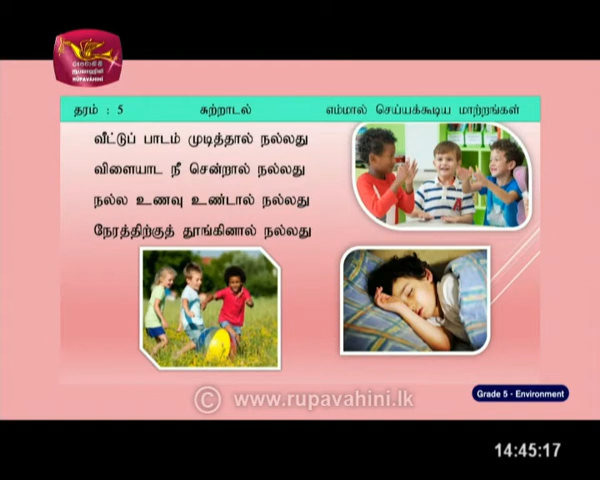 RUPAVAHINI
தரம் : 5 சுற்றாடல் எம்மால் செய்யக்கூடிய மாற்றங்கள்
வீட்டுப் பாடம் முடித்தால் நல்லது
விளையாட நீ சென்றால் நல்லது
நல்ல உணவு உண்டால் நல்லது
நேரத்திற்குத் தூங்கினால் நல்லது
Grade 5 - Environment
© www.rupavahini.lk
14:45:17